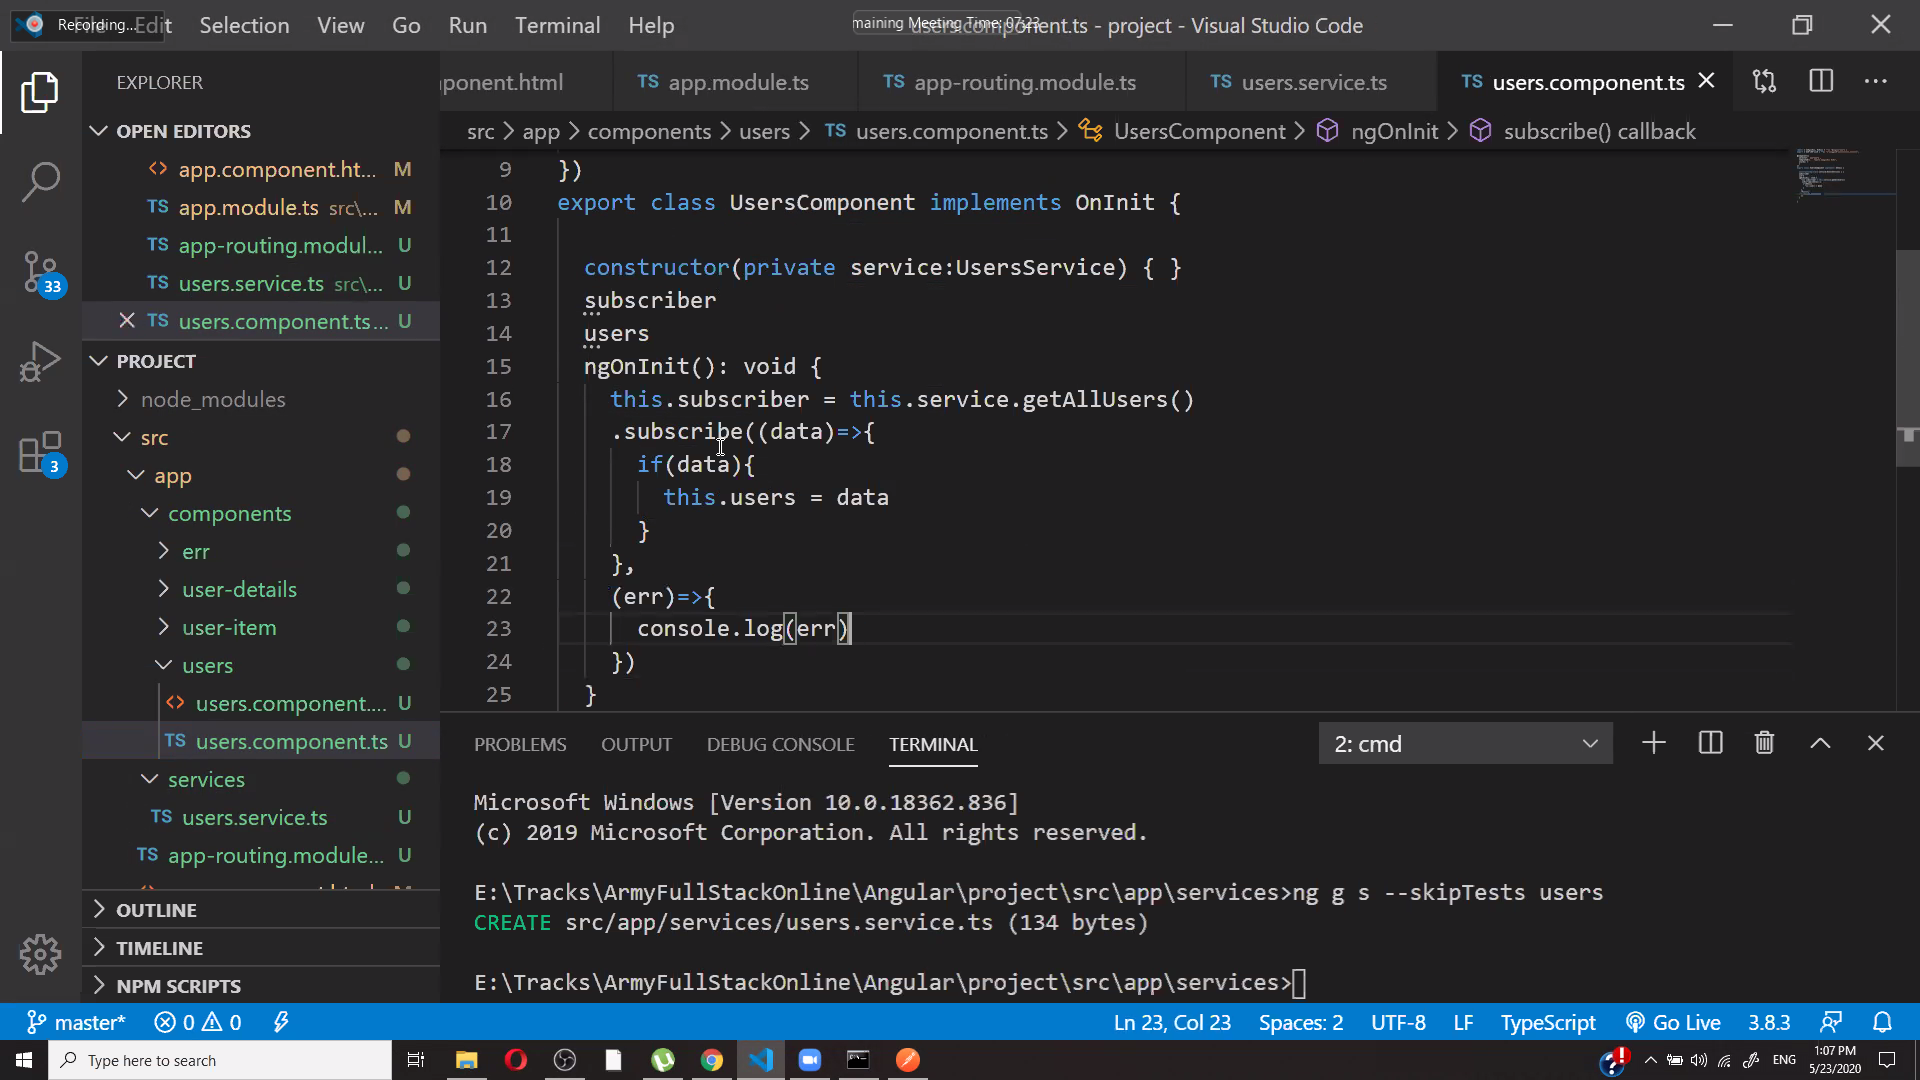 Recording...
Edit
Selection
View
Go
Run
Terminal
Help
maining Meeting Time: 07:23
users.component.ts - project - Visual Studio Code
EXPLORER
ponent.html
TS app.module.ts
TS app-routing.module.ts
TS users.service.ts
TS users.component.ts
OPEN EDITORS
src > app > components > users > TS users.component.ts > UsersComponent > ngOnInit > subscribe() callback
<> app.component.ht... M
TS app.module.ts src\... M
TS app-routing.modul... U
TS users.service.ts src\... U
TS users.component.ts... U
PROJECT
node_modules
src
app
components
err
user-details
user-item
users
<> users.component.... U
TS users.component.ts U
services
TS users.service.ts U
TS app-routing.module... U
OUTLINE
TIMELINE
NPM SCRIPTS
33
3
9 })
10 export class UsersComponent implements OnInit {
11
12 constructor(private service:UsersService) { }
13 subscriber
14 users
15 ngOnInit(): void {
16 this.subscriber = this.service.getAllUsers()
17 .subscribe((data)=>{
18 if(data){
19 this.users = data
20 }
21 },
22 (err)=>{
23 console.log(err)
24 })
25 }
PROBLEMS
OUTPUT
DEBUG CONSOLE
TERMINAL
2: cmd
Microsoft Windows [Version 10.0.18362.836]
(c) 2019 Microsoft Corporation. All rights reserved.
E:\Tracks\ArmyFullStackOnline\Angular\project\src\app\services>ng g s --skipTests users
CREATE src/app/services/users.service.ts (134 bytes)
E:\Tracks\ArmyFullStackOnline\Angular\project\src\app\services>
master*
0
0
Ln 23, Col 23
Spaces: 2
UTF-8
LF
TypeScript
Go Live
3.8.3
Type here to search
ENG
1:07 PM
5/23/2020